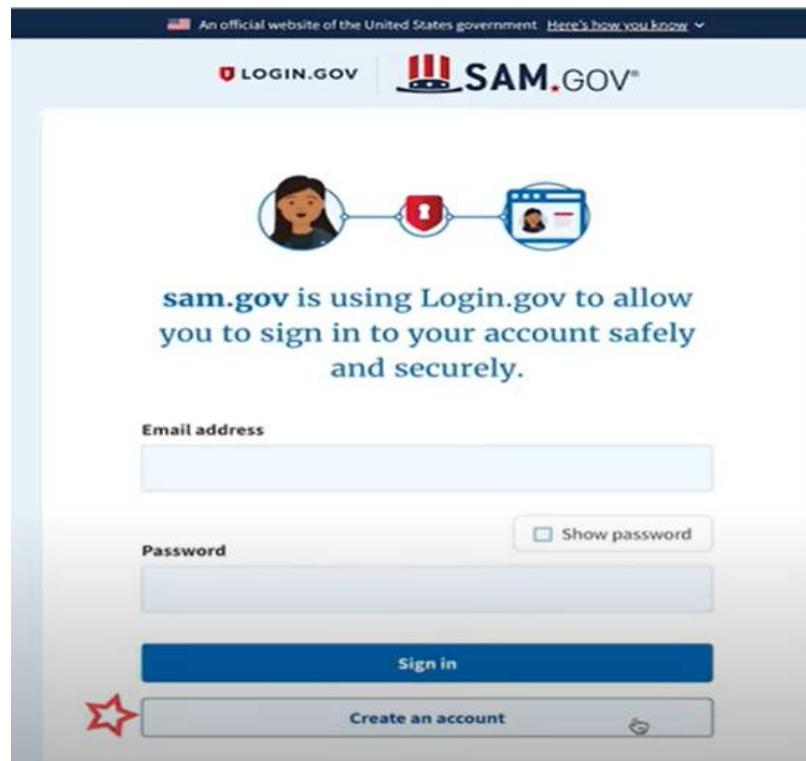 An official website of the United States government Here's how you know
LOGIN.GOV SAM.GOV®
sam.gov is using Login.gov to allow
you to sign in to your account safely
and securely.
Email address
Show password
Password
Sign in
Create an account